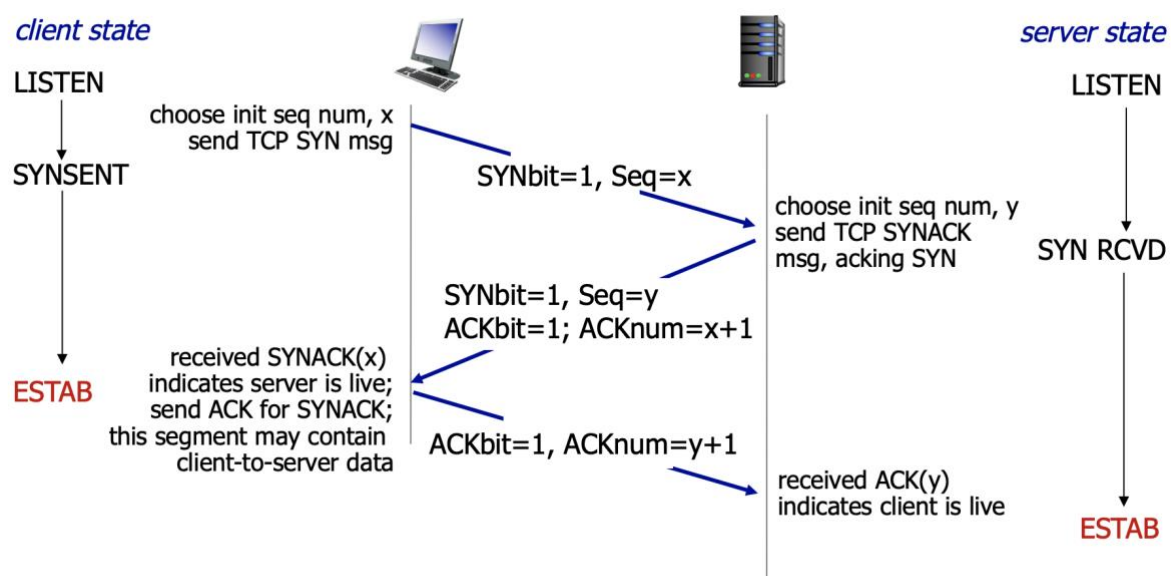 client state
server state
LISTEN
LISTEN
choose init seq num, x
send TCP SYN msg
SYNSENT
SYNbit=1, Seq=x
choose init seq num, y
send TCP SYNACK
msg, acking SYN
SYN RCVD
SYNbit=1, Seq=y
ACKbit=1; ACKnum=x+1
received SYNACK(x)
indicates server is live;
send ACK for SYNACK;
this segment may contain
client-to-server data
ESTAB
ACKbit=1, ACKnum=y+1
received ACK(y)
indicates client is live
ESTAB